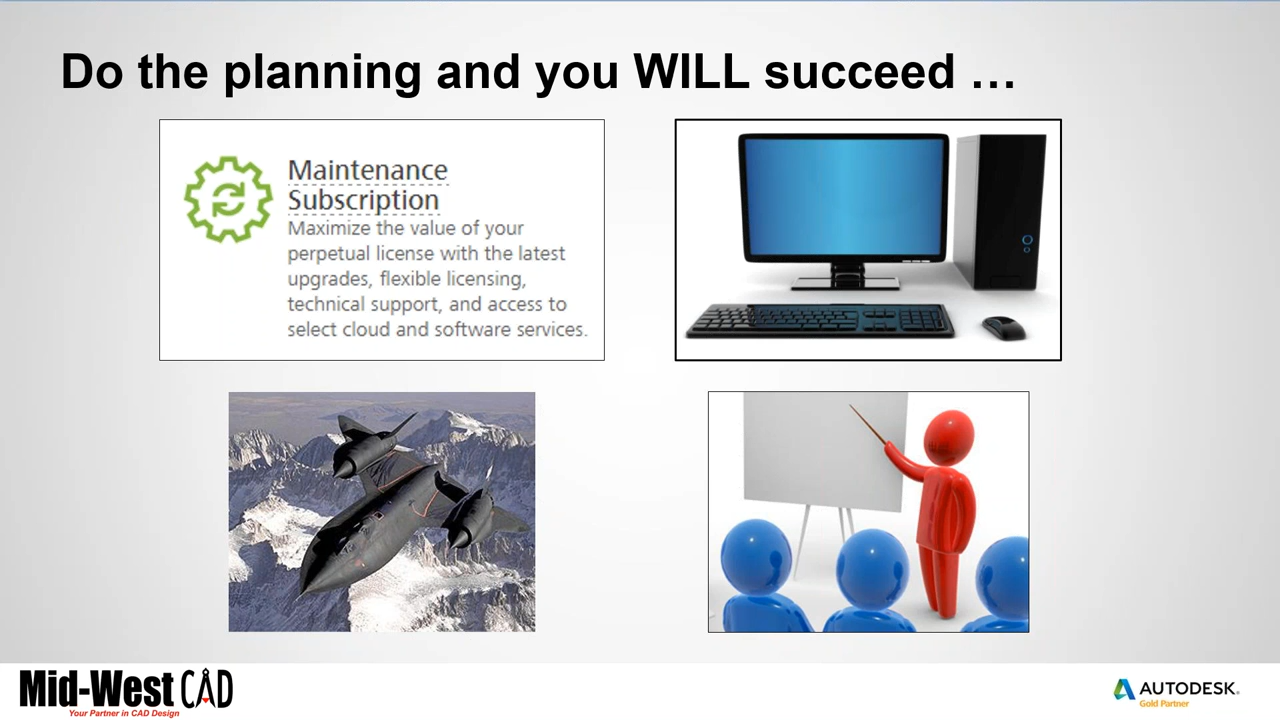 Do the planning and you WILL succeed …
Maintenance
Subscription
Maximize the value of your
perpetual license with the latest
upgrades, flexible licensing,
technical support, and access to
select cloud and software services.
Mid-West CAD
Your Partner in CAD Design
AUTODESK®
Gold Partner